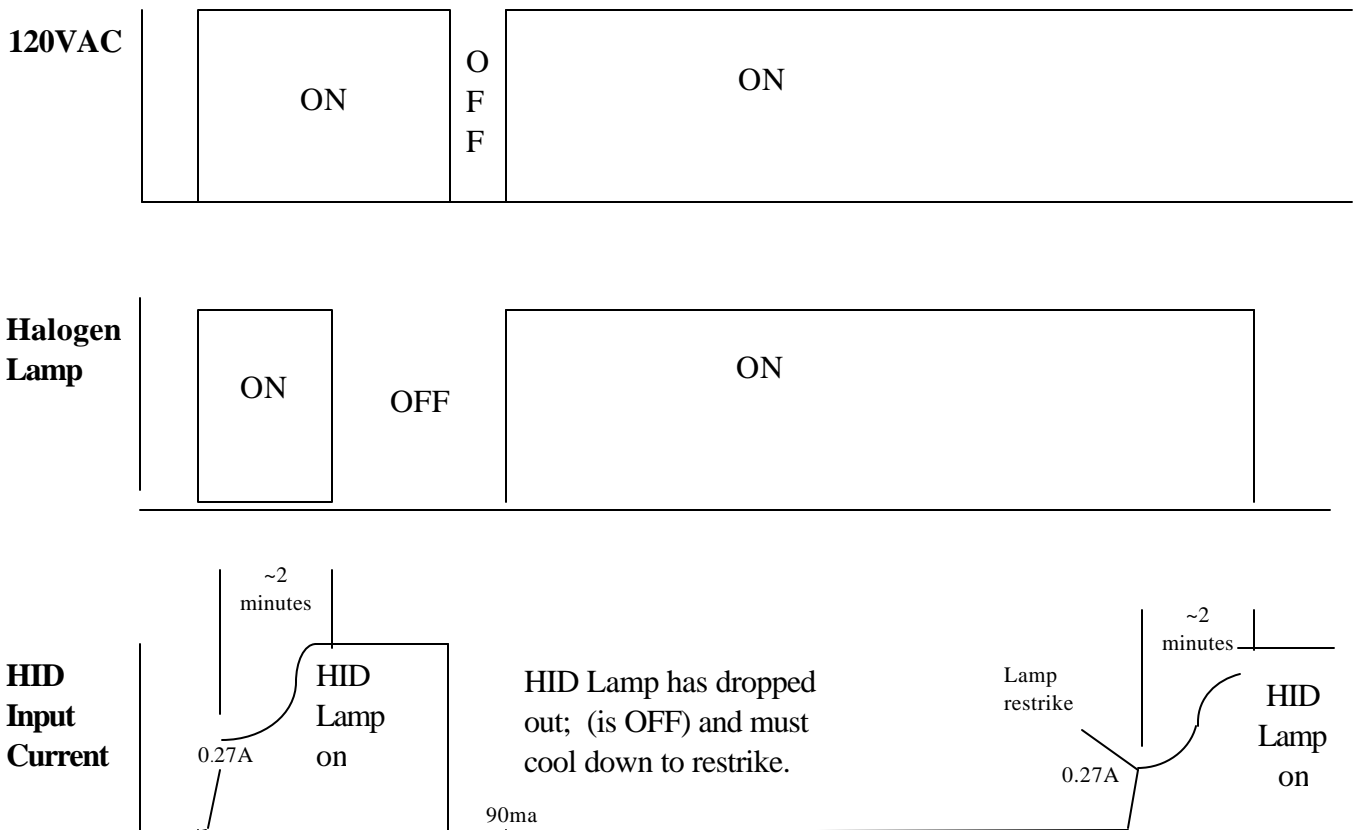 120VAC
ON
O
F
F
ON
Halogen
Lamp
ON
OFF
ON
~2
minutes
HID
Input
Current
0.27A
HID
Lamp
on
HID Lamp has dropped
out; (is OFF) and must
cool down to restrike.
90ma
Lamp
restrike
0.27A
~2
minutes
HID
Lamp
on